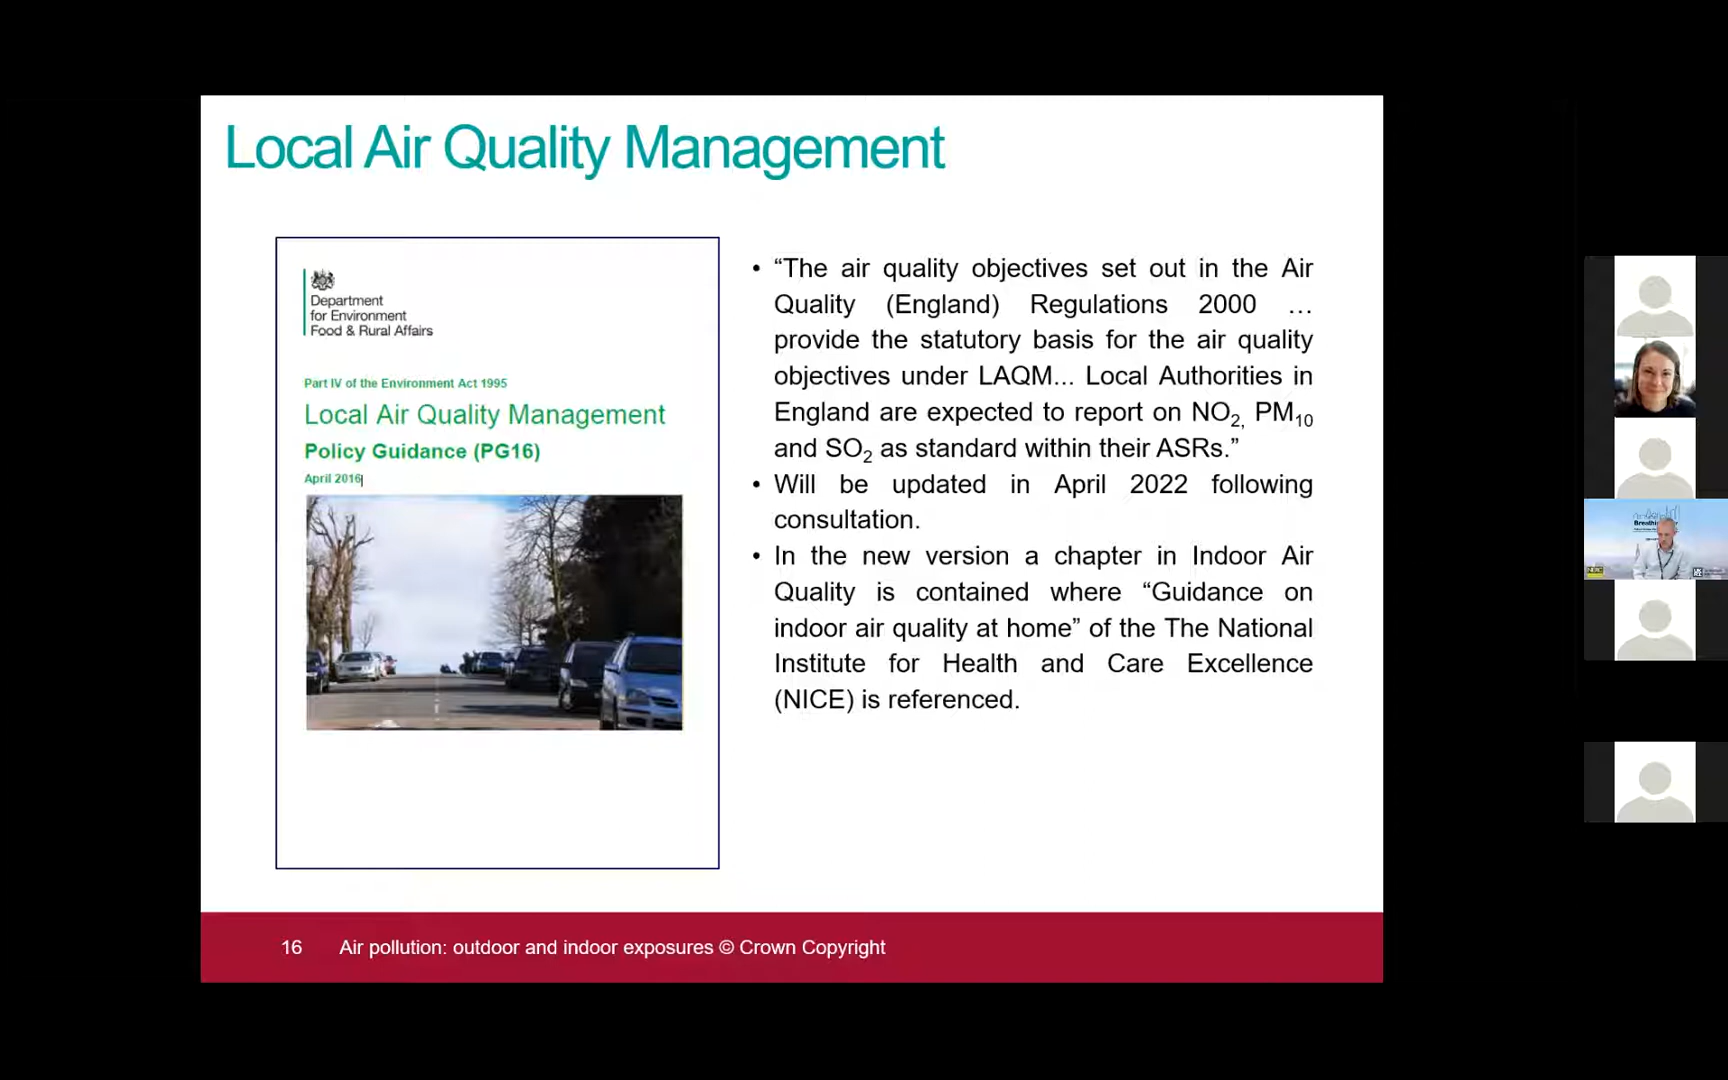 Local Air Quality Management
Department
for Environment
Food & Rural Affairs
Part IV of the Environment Act 1995
Local Air Quality Management
Policy Guidance (PG16)
April 2016
• “The air quality objectives set out in the Air
Quality (England) Regulations 2000 …
provide the statutory basis for the air quality
objectives under LAQM... Local Authorities in
England are expected to report on NO2, PM10
and SO2 as standard within their ASRs.”
• Will be updated in April 2022 following
consultation.
• In the new version a chapter in Indoor Air
Quality is contained where “Guidance on
indoor air quality at home” of the The National
Institute for Health and Care Excellence
(NICE) is referenced.
16 Air pollution: outdoor and indoor exposures © Crown Copyright